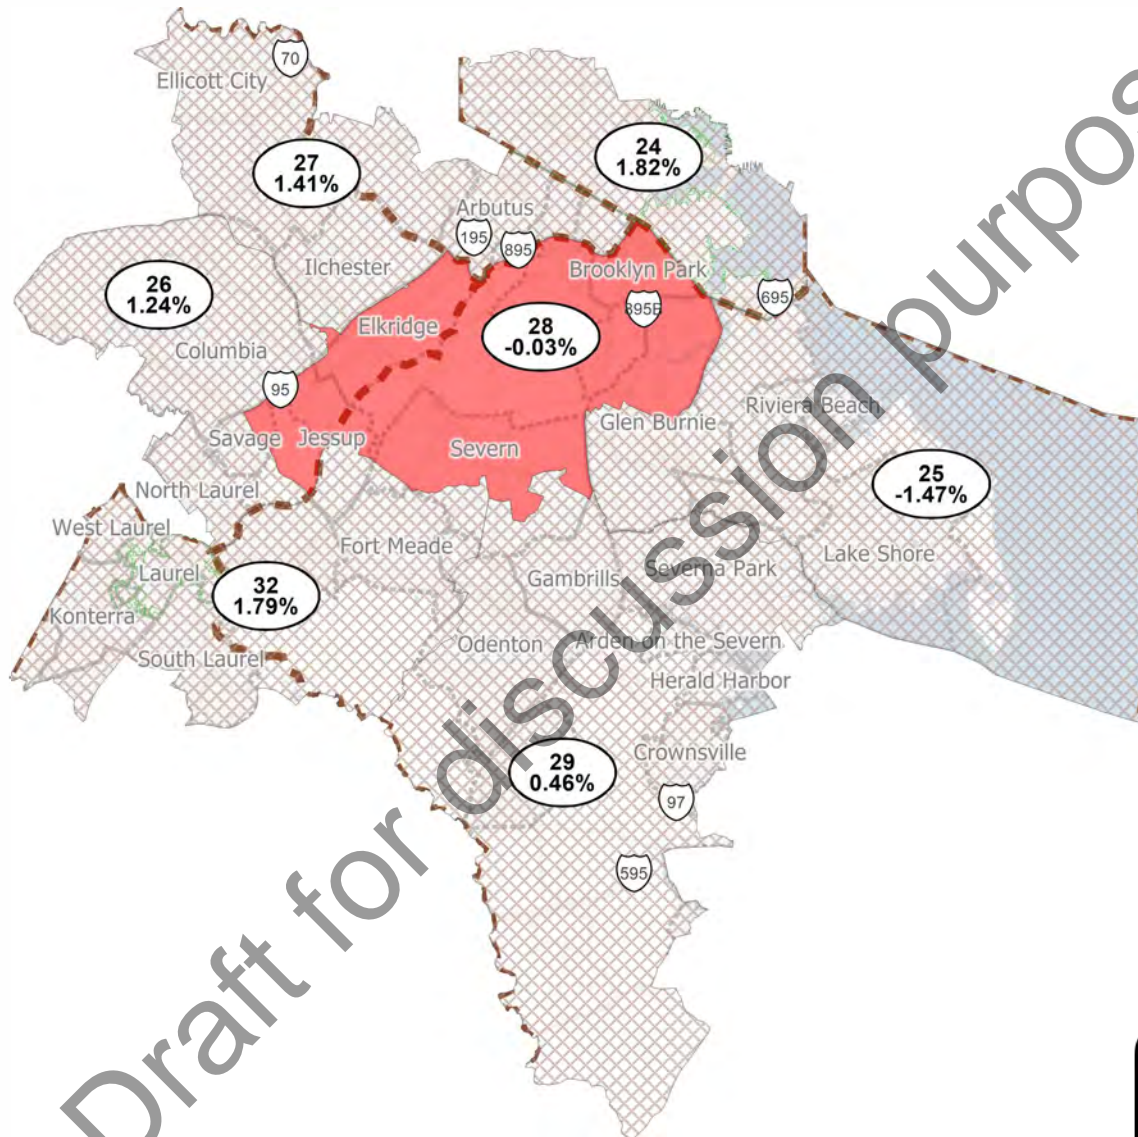 70
Ellicott City
24
1.82%
27
1.41%
Arbutus
195
895
Ilchester
Brooklyn Park
26
1.24%
695
895B
Elkridge
28
-0.03%
Columbia
95
Riviera Beach
Glen Burnie
Savage
Jessup
Severn
25
-1.47%
North Laurel
West Laurel
Fort Meade
Lake Shore
Severna Park
Laurel
Gambrills
32
1.79%
Konterra
Odenton
Arden on the Severn
South Laurel
Herald Harbor
Crownsville
29
0.46%
97
595
Draft for discussion purpos